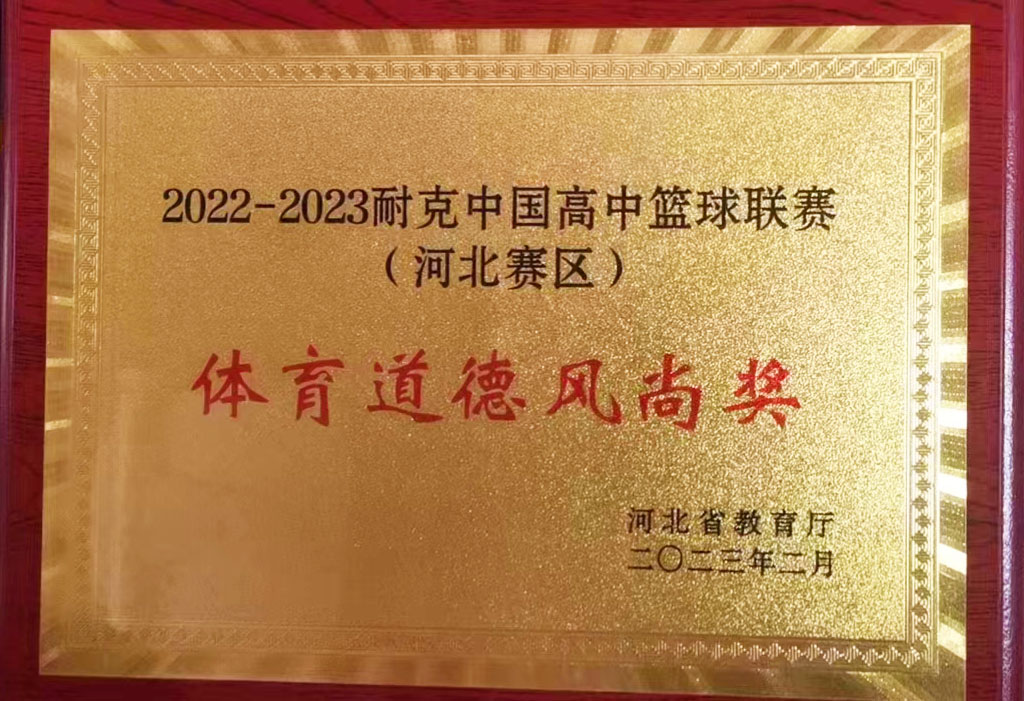 2022-2023耐克中国高中篮球联赛
（河北赛区）
体育道德风尚奖
河北省教育厅
二〇二三年二月